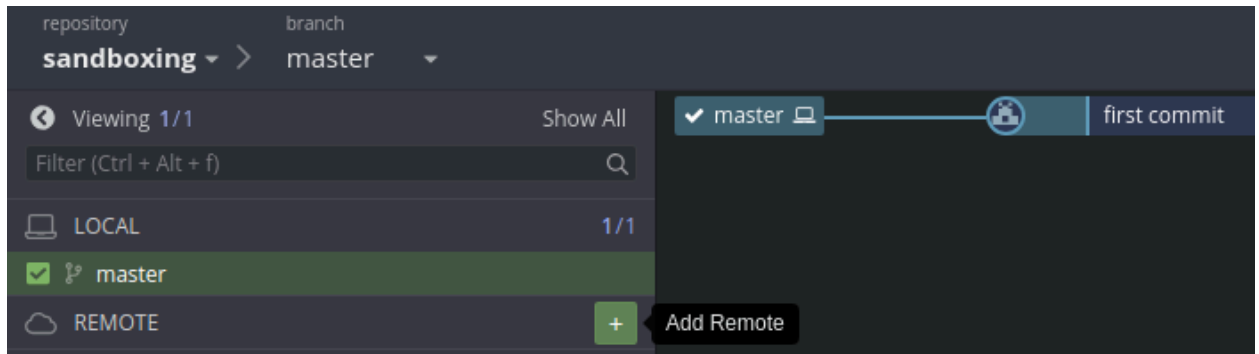 repository branch
sandboxing master
Viewing 1/1 Show All
master
first commit
Filter (Ctrl + Alt + f)
LOCAL 1/1
master
REMOTE + Add Remote